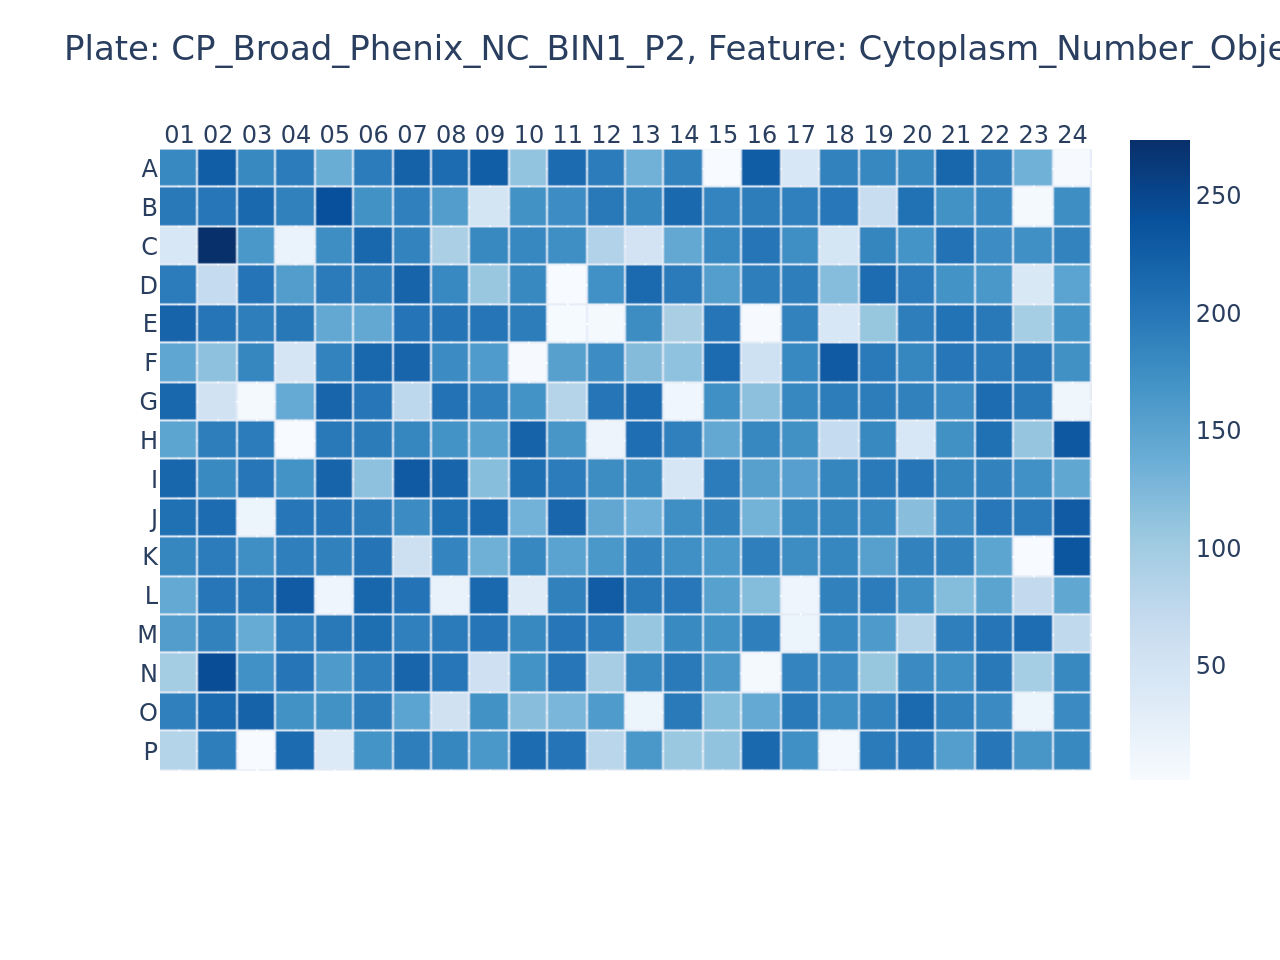 Plate: CP_Broad_Phenix_NC_BIN1_P2, Feature: Cytoplasm_Number_Obje
01 02 03 04 05 06 07 08 09 10 11 12 13 14 15 16 17 18 19 20 21 22 23 24
A
B
C
D
E
F
G
H
I
J
K
L
M
N
O
P
250
200
150
100
50